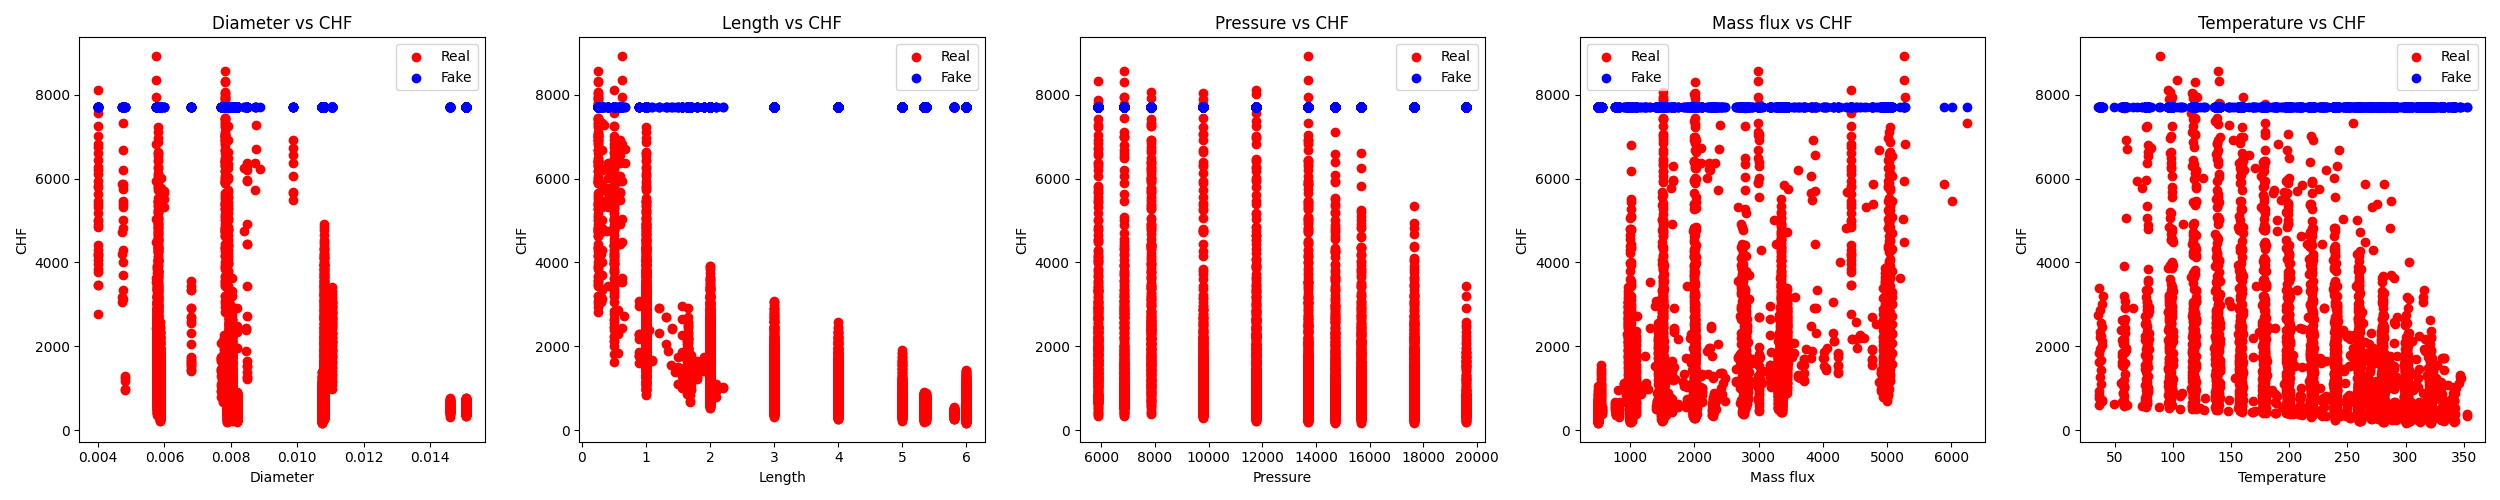 Diameter vs CHF
Real
Fake
8000
6000
4000
2000
0
CHF
0.004 0.006 0.008 0.010 0.012 0.014
Diameter
Length vs CHF
Real
Fake
8000
6000
4000
2000
0
CHF
0 1 2 3 4 5 6
Length
Pressure vs CHF
Real
Fake
8000
6000
4000
2000
0
CHF
6000 8000 10000 12000 14000 16000 18000 20000
Pressure
Mass flux vs CHF
Real
Fake
8000
6000
4000
2000
0
CHF
1000 2000 3000 4000 5000 6000
Mass flux
Temperature vs CHF
Real
Fake
8000
6000
4000
2000
0
CHF
50 100 150 200 250 300 350
Temperature